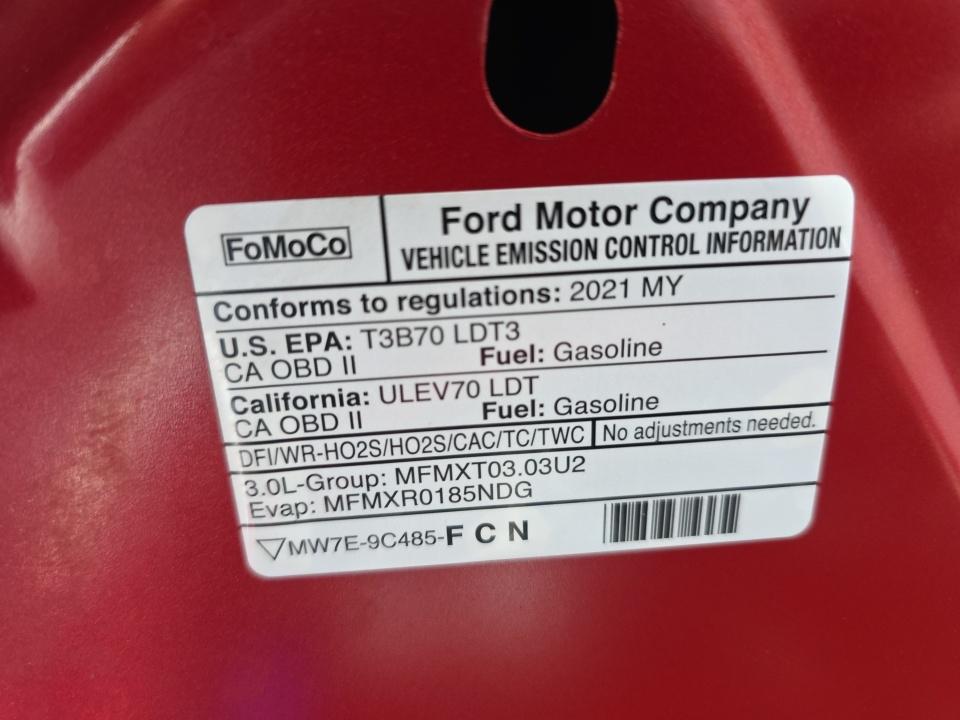 FoMoCo
Ford Motor Company
VEHICLE EMISSION CONTROL INFORMATION
Conforms to regulations: 2021 MY
U.S. EPA: T3B70 LDT3
CA OBD II Fuel: Gasoline
California: ULEV70 LDT
CA OBD II Fuel: Gasoline
DFI/WR-HO2S/HO2S/CAC/TC/TWC No adjustments needed.
3.0L-Group: MFMXT03.03U2
Evap: MFMXR0185NDG
MW7E-9C485-F C N